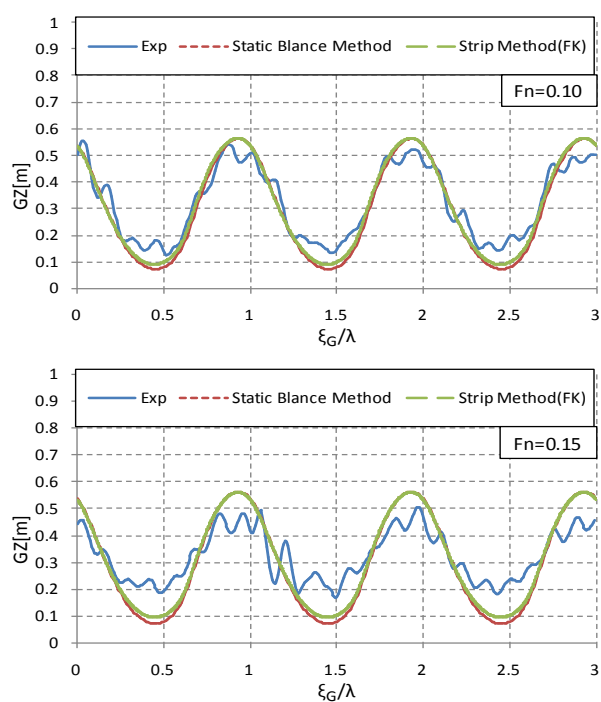 1
Exp Static Blance Method Strip Method(FK)
0.9
0.8
Fn=0.10
0.7
0.6
0.5
0.4
0.3
0.2
0.1
0
GZ[m]
0 0.5 1 1.5 2 2.5 3
ξG/λ
1
Exp Static Blance Method Strip Method(FK)
0.9
0.8
Fn=0.15
0.7
0.6
0.5
0.4
0.3
0.2
0.1
0
GZ[m]
0 0.5 1 1.5 2 2.5 3
ξG/λ